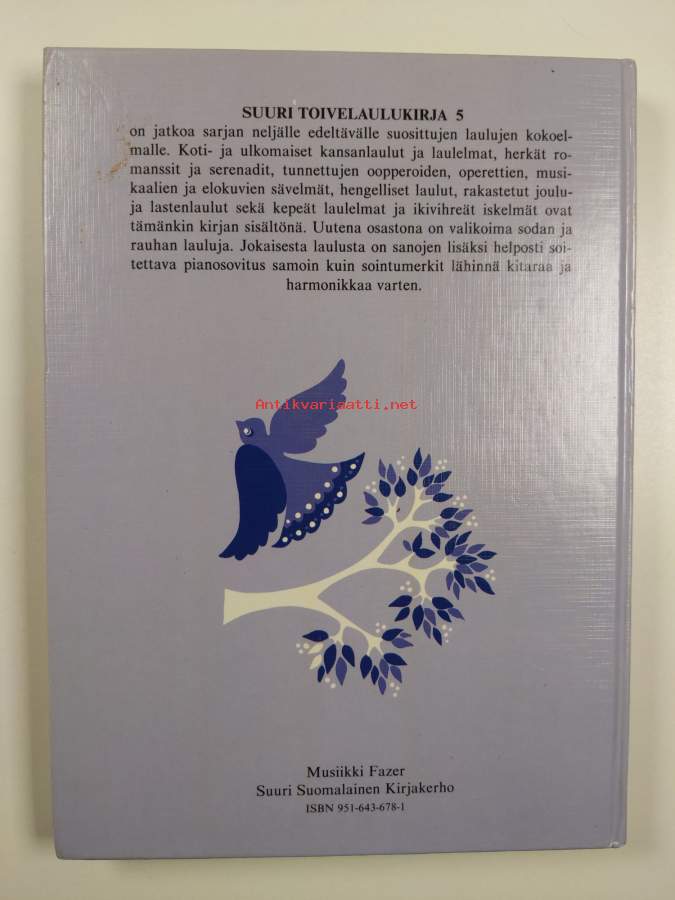 SUURI TOIVELAULUKIRJA 5
on jatkoa sarjan neljälle edeltävälle suosittujen laulujen kokoel-
malle. Koti- ja ulkomaiset kansanlaulut ja laulelmat, herkät ro-
manssit ja serenadit, tunnettujen oopperoiden, operettien, musi-
kaalien ja elokuvien sävelmät, hengelliset laulut, rakastetut joulu-
ja lastenlaulut sekä kepeät laulelmat ja ikivihreät iskelmät ovat
tämänkin kirjan sisältönä. Uutena osastona on valikoima sodan ja
rauhan lauluja. Jokaisesta laulusta on sanojen lisäksi helposti soi-
tettava pianosovitus samoin kuin sointumerkit lähinnä kitaraa ja
harmonikkaa varten.
Antikvariaatti.net
Musiikki Fazer
Suuri Suomalainen Kirjakerho
ISBN 951-643-678-1